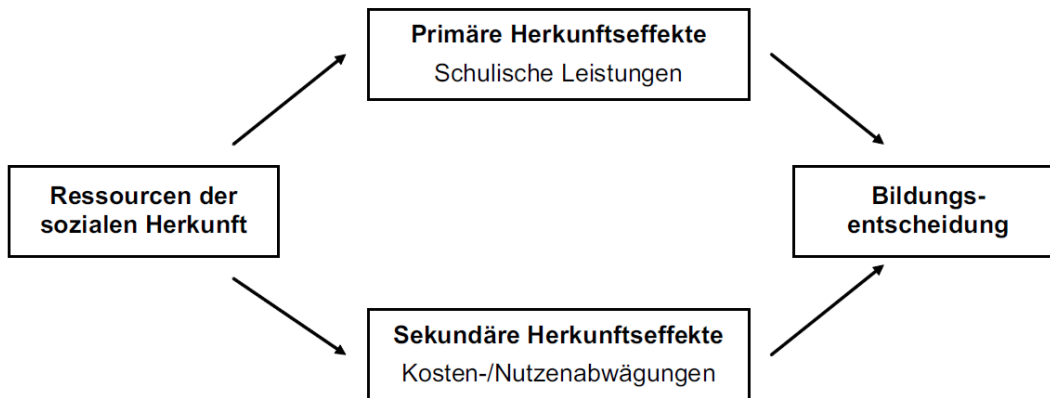 Primäre Herkunftseffekte
Schulische Leistungen
Ressourcen der
sozialen Herkunft
Bildungs-
entscheidung
Sekundäre Herkunftseffekte
Kosten-/Nutzenabwägungen